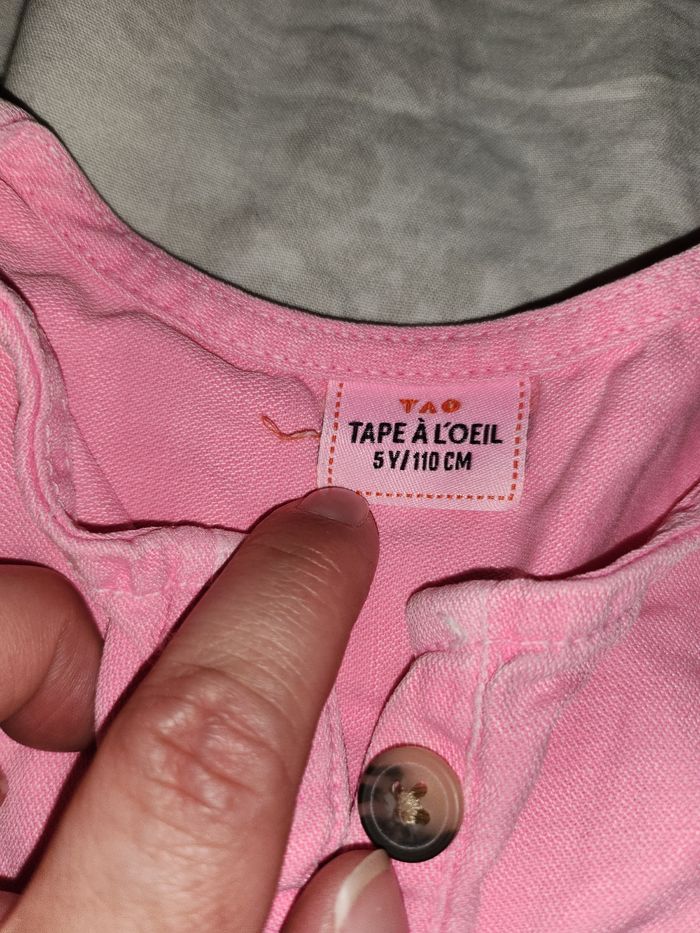 TAO
TAPE À L'OEIL
5 Y/110 CM